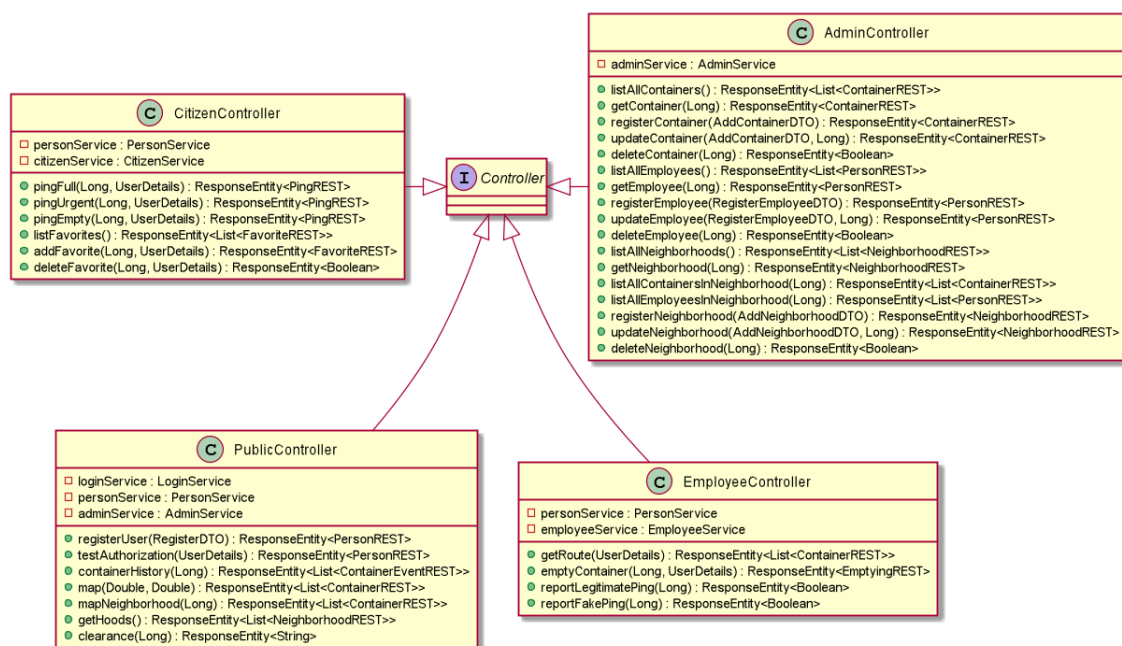 C AdminController
adminService : AdminService
listAllContainers() : ResponseEntity<List<ContainerREST>>
getContainer(Long) : ResponseEntity<ContainerREST>
registerContainer(AddContainerDTO) : ResponseEntity<ContainerREST>
updateContainer(AddContainerDTO, Long) : ResponseEntity<ContainerREST>
deleteContainer(Long) : ResponseEntity<Boolean>
listAllEmployees() : ResponseEntity<List<PersonREST>>
getEmployee(Long) : ResponseEntity<PersonREST>
registerEmployee(RegisterEmployeeDTO) : ResponseEntity<PersonREST>
updateEmployee(RegisterEmployeeDTO, Long) : ResponseEntity<PersonREST>
deleteEmployee(Long) : ResponseEntity<Boolean>
listAllNeighborhoods() : ResponseEntity<List<NeighborhoodREST>>
getNeighborhood(Long) : ResponseEntity<NeighborhoodREST>
listAllContainersInNeighborhood(Long) : ResponseEntity<List<ContainerREST>>
listAllEmployeesInNeighborhood(Long) : ResponseEntity<List<PersonREST>>
registerNeighborhood(AddNeighborhoodDTO) : ResponseEntity<NeighborhoodREST>
updateNeighborhood(AddNeighborhoodDTO, Long) : ResponseEntity<NeighborhoodREST>
deleteNeighborhood(Long) : ResponseEntity<Boolean>
C CitizenController
personService : PersonService
citizenService : CitizenService
pingFull(Long, UserDetails) : ResponseEntity<PingREST>
pingUrgent(Long, UserDetails) : ResponseEntity<PingREST>
pingEmpty(Long, UserDetails) : ResponseEntity<PingREST>
listFavorites() : ResponseEntity<List<FavoriteREST>>
addFavorite(Long, UserDetails) : ResponseEntity<FavoriteREST>
deleteFavorite(Long, UserDetails) : ResponseEntity<Boolean>
I Controller
C PublicController
loginService : LoginService
personService : PersonService
adminService : AdminService
registerUser(RegisterDTO) : ResponseEntity<PersonREST>
testAuthorization(UserDetails) : ResponseEntity<PersonREST>
containerHistory(Long) : ResponseEntity<List<ContainerEventREST>>
map(Double, Double) : ResponseEntity<List<ContainerREST>>
mapNeighborhood(Long) : ResponseEntity<List<ContainerREST>>
getHoods() : ResponseEntity<List<NeighborhoodREST>>
clearance(Long) : ResponseEntity<String>
C EmployeeController
personService : PersonService
employeeService : EmployeeService
getRoute(UserDetails) : ResponseEntity<List<ContainerREST>>
emptyContainer(Long, UserDetails) : ResponseEntity<EmptyingREST>
reportLegitimatePing(Long) : ResponseEntity<Boolean>
reportFakePing(Long) : ResponseEntity<Boolean>